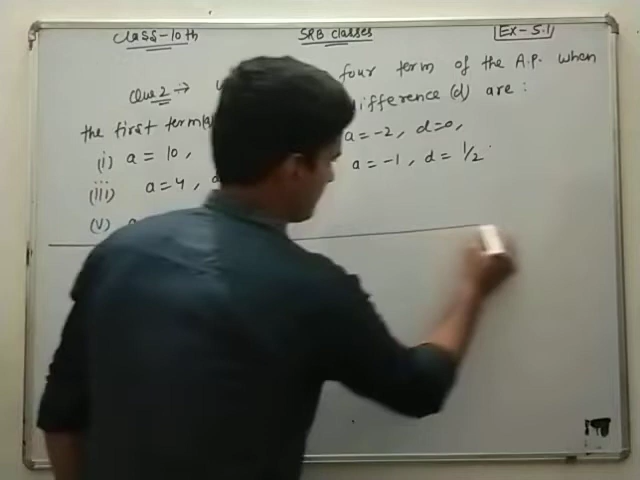 Class-10th SRB classes Ex-5.1
Que 2 → four term of the A.P. when
the first term(a) difference (d) are:
(i) a = 10, a = -2, d=0,
(iii) a = 4, a = -1, d = 1/2
(v)